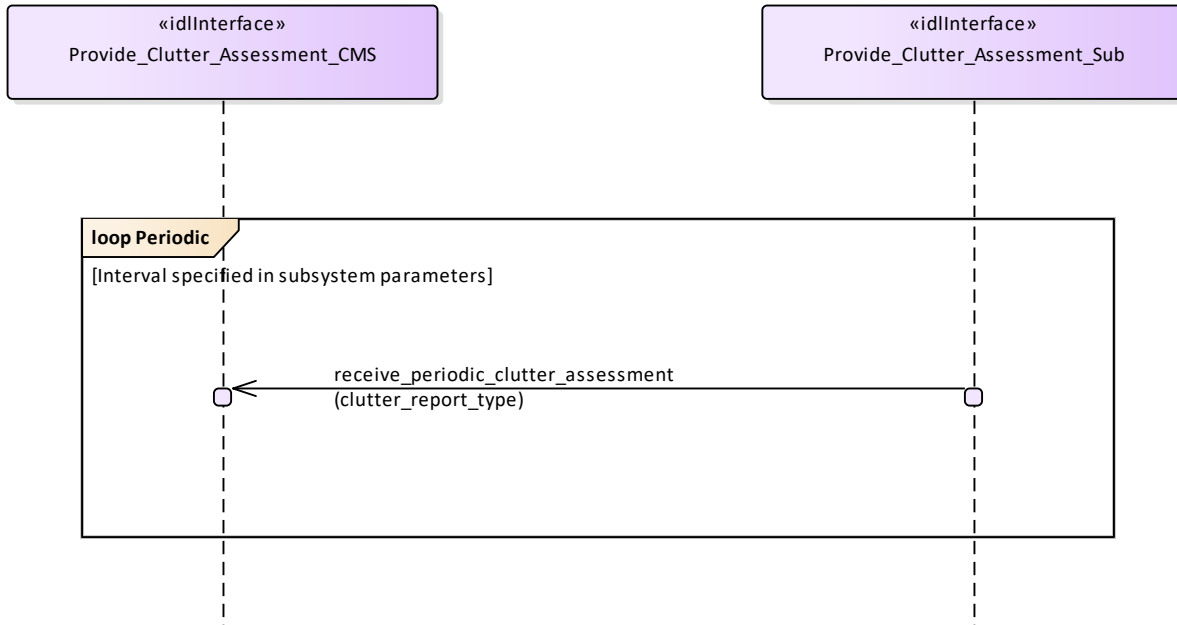 «idlInterface»
Provide_Clutter_Assessment_CMS
«idlInterface»
Provide_Clutter_Assessment_Sub
loop Periodic
[Interval specified in subsystem parameters]
receive_periodic_clutter_assessment
(clutter_report_type)